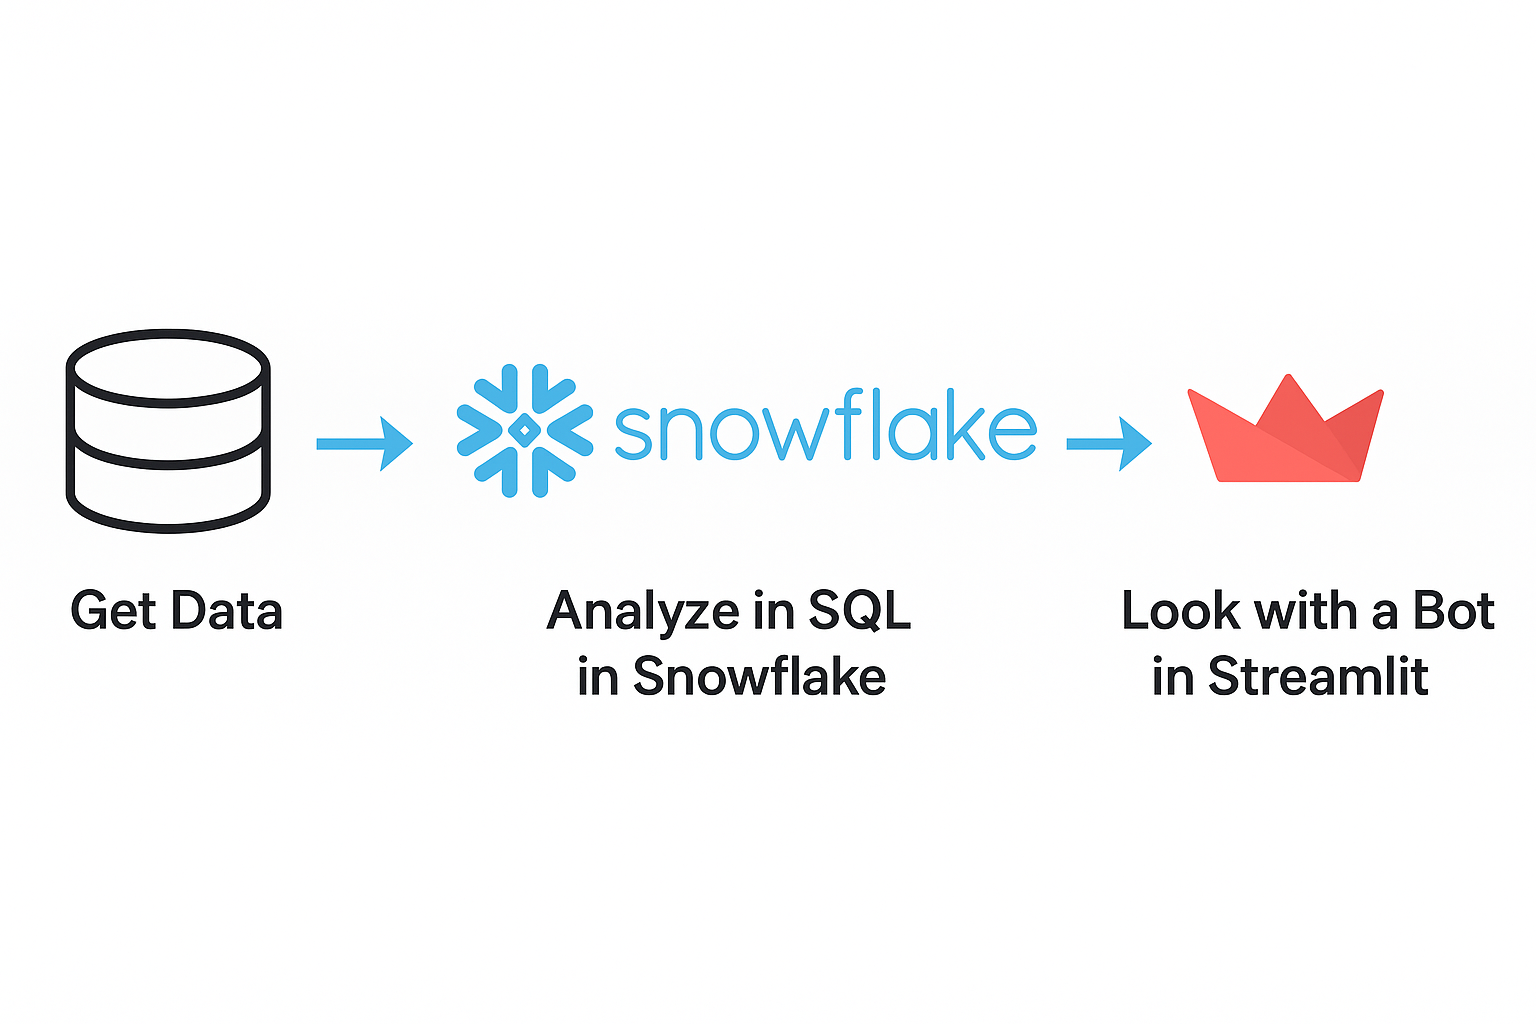 snowflake
Get Data
Analyze in SQL
in Snowflake
Look with a Bot
in Streamlit